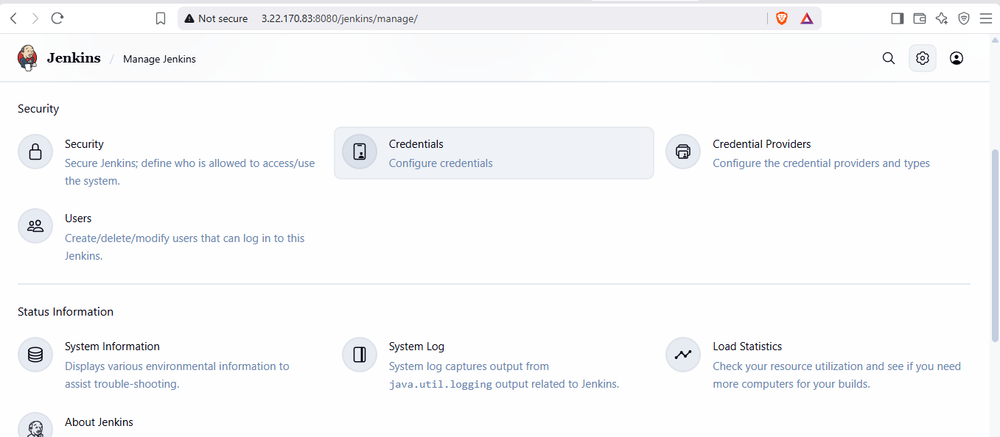 Not secure 3.22.170.83:8080/jenkins/manage/
Jenkins / Manage Jenkins
Security
Security
Secure Jenkins; define who is allowed to access/use
the system.
Credentials
Configure credentials
Credential Providers
Configure the credential providers and types
Users
Create/delete/modify users that can log in to this
Jenkins.
Status Information
System Information
Displays various environmental information to
assist trouble-shooting.
System Log
System log captures output from
java.util.logging output related to Jenkins.
Load Statistics
Check your resource utilization and see if you need
more computers for your builds.
About Jenkins